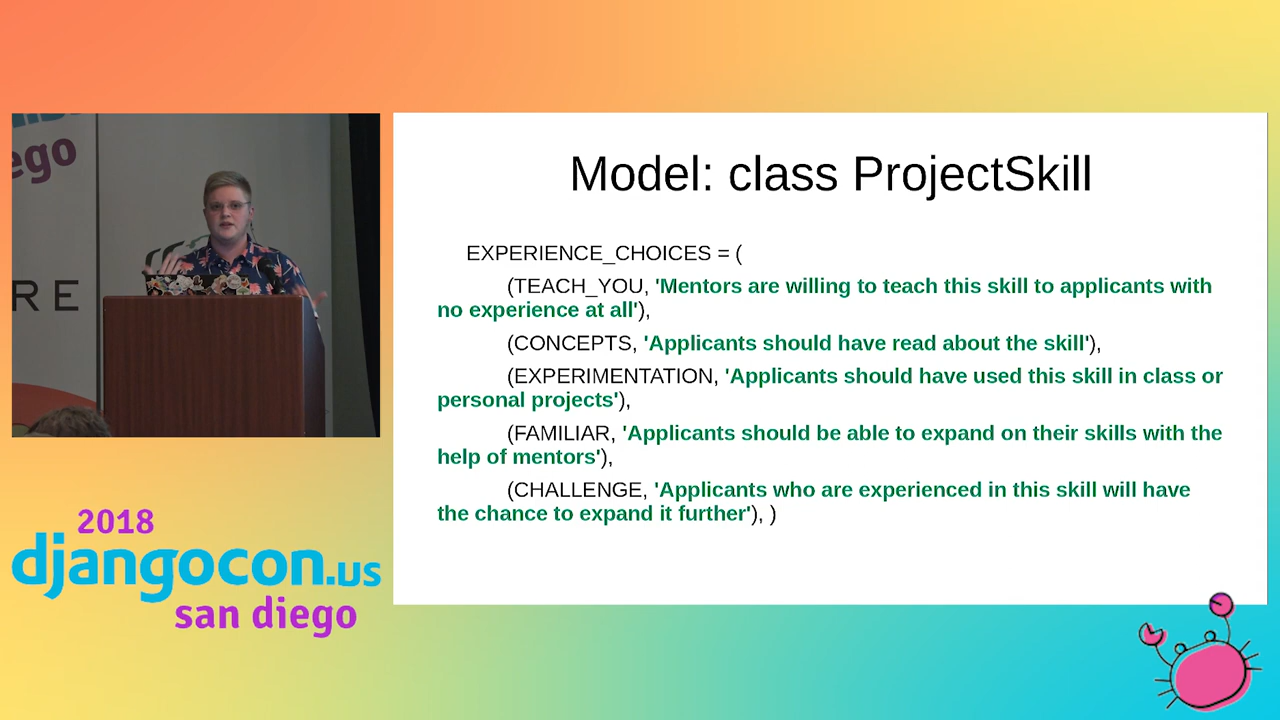 ego
RE
Model: class ProjectSkill
EXPERIENCE_CHOICES = (
(TEACH_YOU, 'Mentors are willing to teach this skill to applicants with
no experience at all'),
(CONCEPTS, 'Applicants should have read about the skill'),
(EXPERIMENTATION, 'Applicants should have used this skill in class or
personal projects'),
(FAMILIAR, 'Applicants should be able to expand on their skills with the
help of mentors'),
(CHALLENGE, 'Applicants who are experienced in this skill will have
the chance to expand it further'), )
2018
djangocon.us
san diego